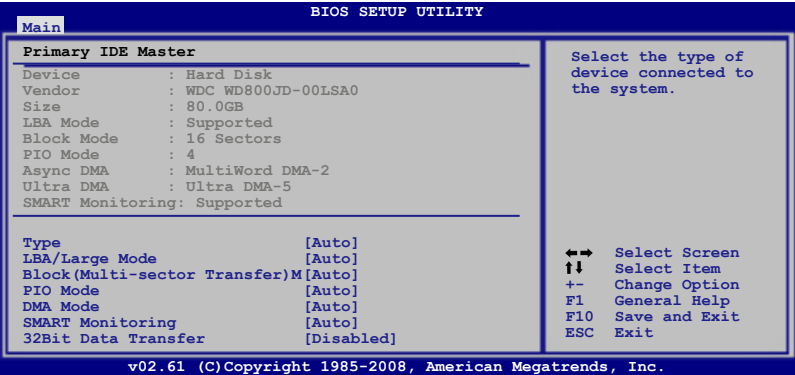 BIOS SETUP UTILITY
Main
Primary IDE Master
Device : Hard Disk
Vendor : WDC WD800JD-00LSA0
Size : 80.0GB
LBA Mode : Supported
Block Mode : 16 Sectors
PIO Mode : 4
Async DMA : MultiWord DMA-2
Ultra DMA : Ultra DMA-5
SMART Monitoring: Supported
Type [Auto]
LBA/Large Mode [Auto]
Block(Multi-sector Transfer)M[Auto]
PIO Mode [Auto]
DMA Mode [Auto]
SMART Monitoring [Auto]
32Bit Data Transfer [Disabled]
Select the type of
device connected to
the system.
←→ Select Screen
↑↓ Select Item
+- Change Option
F1 General Help
F10 Save and Exit
ESC Exit
v02.61 (C)Copyright 1985-2008, American Megatrends, Inc.